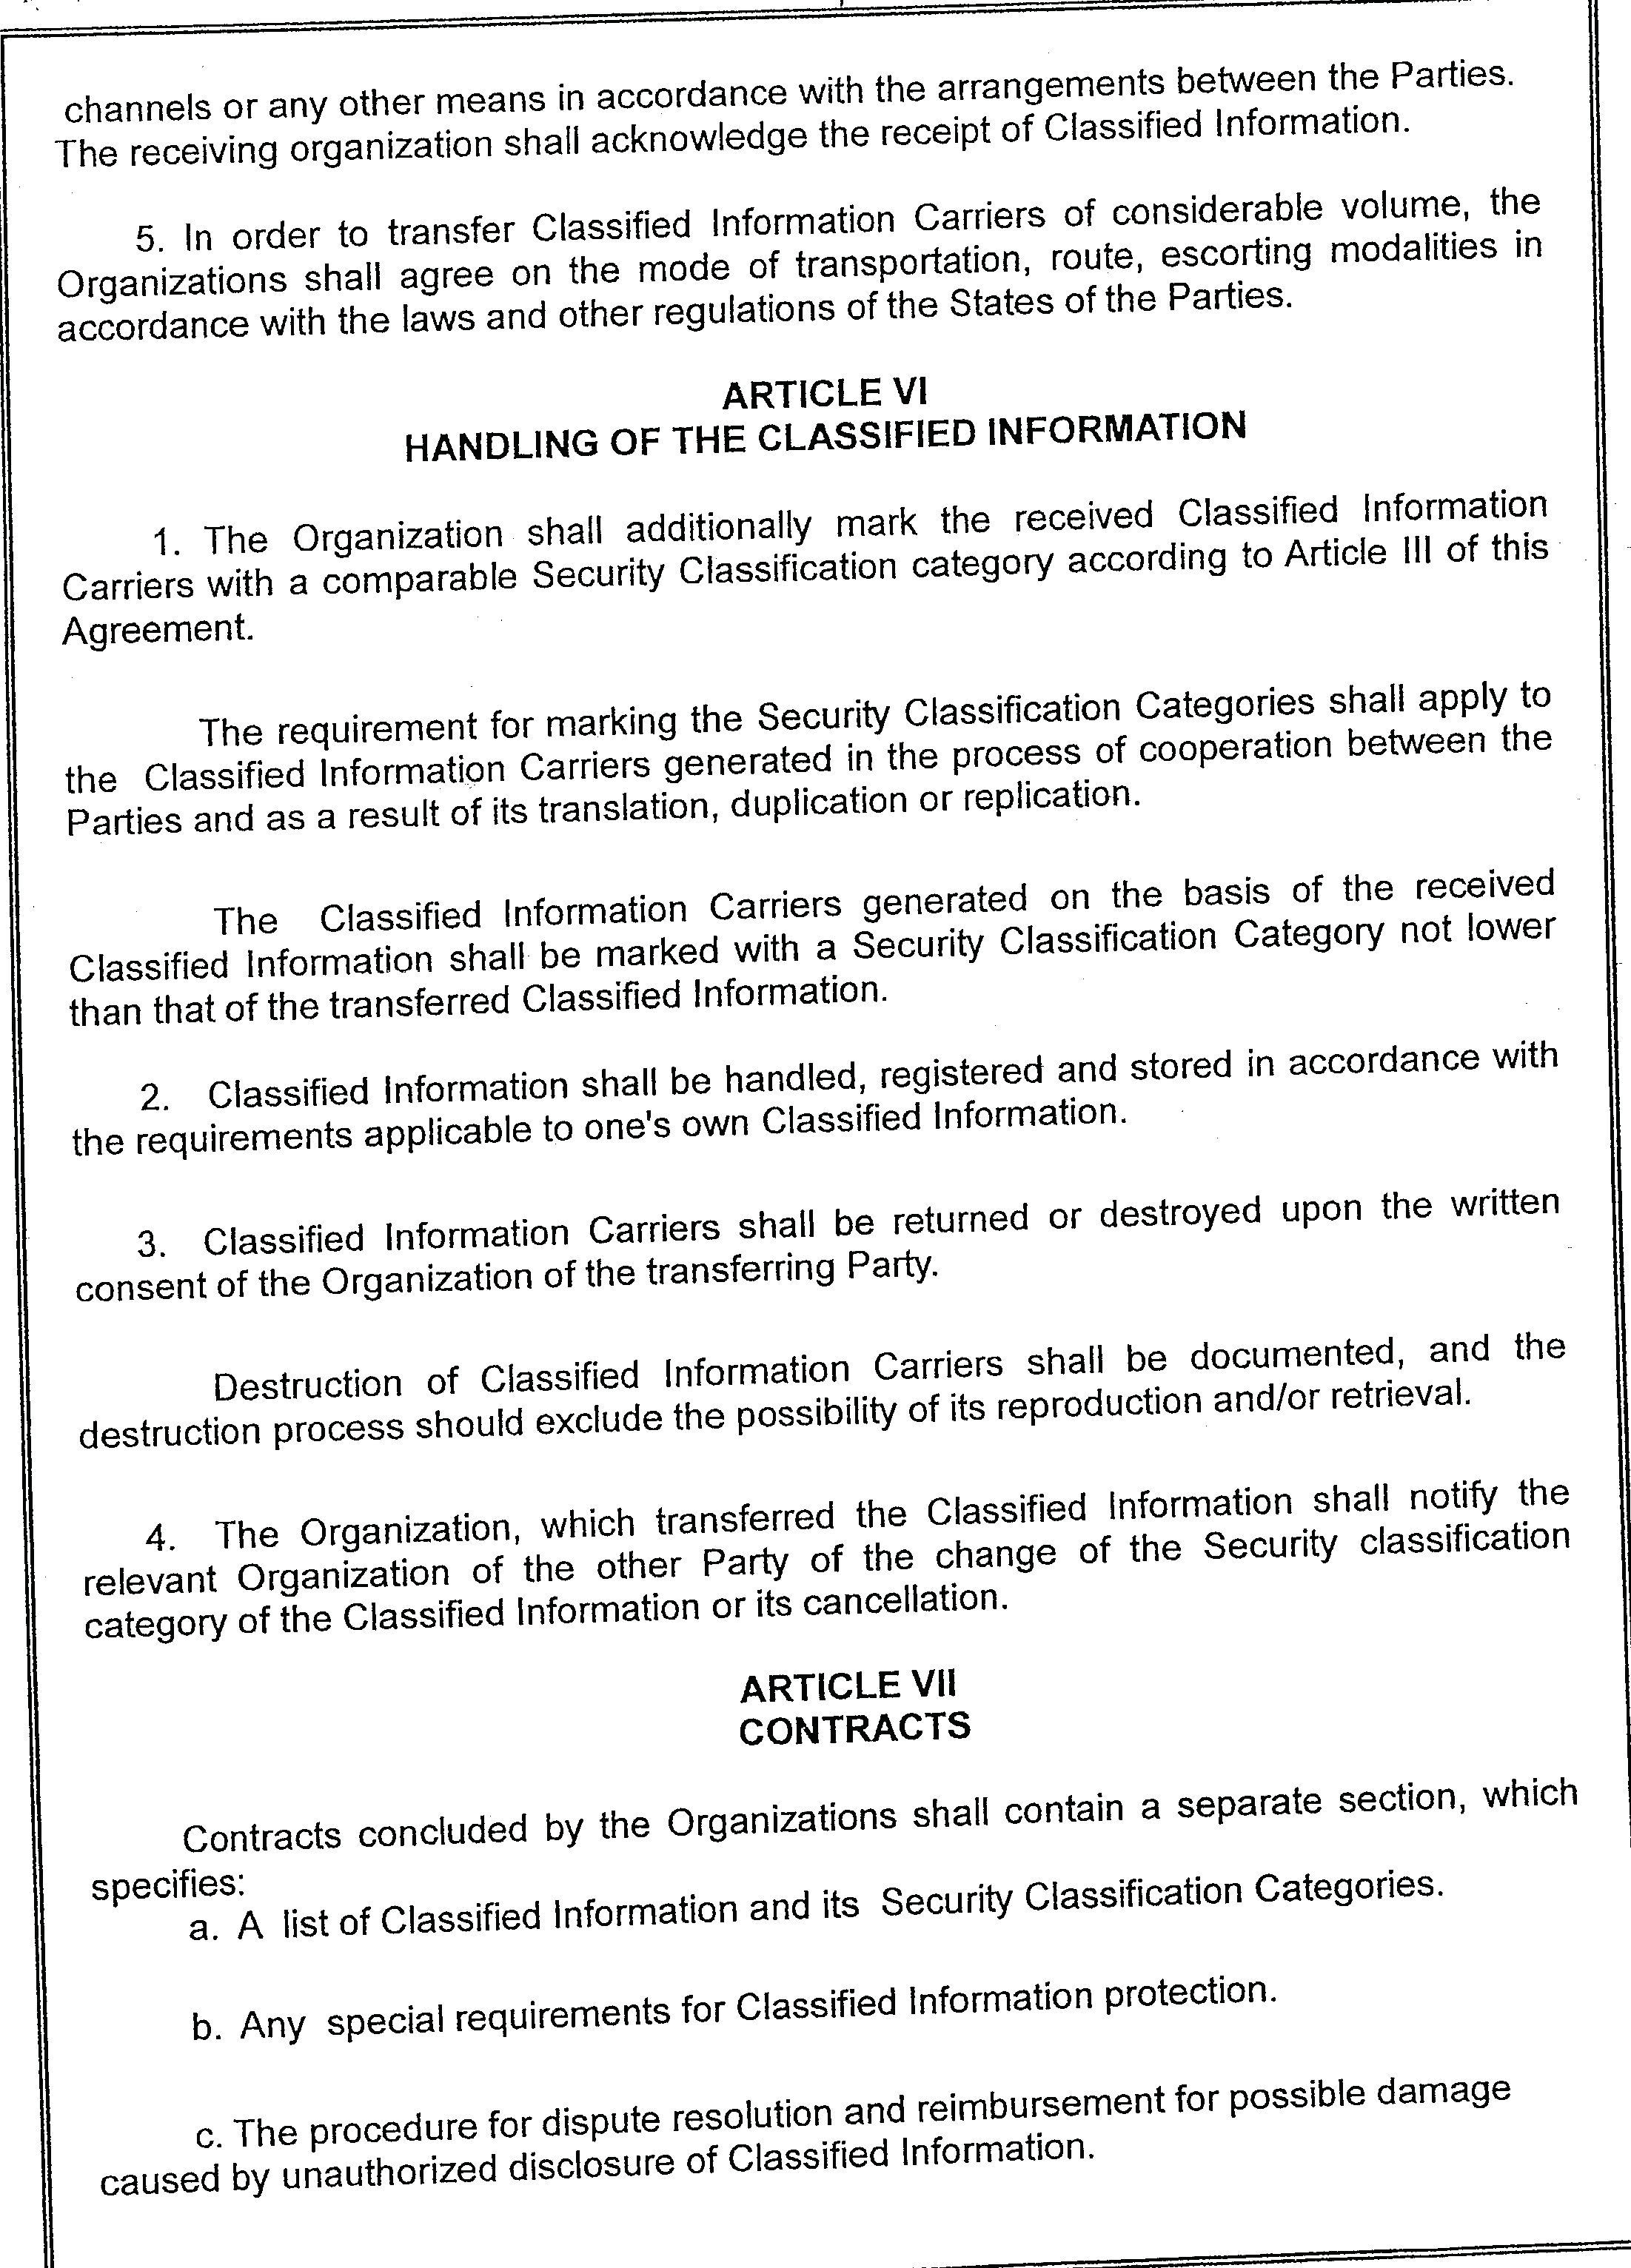 channels or any other means in accordance with the arrangements between the Parties.
The receiving organization shall acknowledge the receipt of Classified Information.
5. In order to transfer Classified Information Carriers of considerable volume, the
Organizations shall agree on the mode of transportation, route, escorting modalities in
accordance with the laws and other regulations of the States of the Parties.
ARTICLE VI
HANDLING OF THE CLASSIFIED INFORMATION
1. The Organization shall additionally mark the received Classified Information
Carriers with a comparable Security Classification category according to Article III of this
Agreement.
The requirement for marking the Security Classification Categories shall apply to
the Classified Information Carriers generated in the process of cooperation between the
Parties and as a result of its translation, duplication or replication.
The Classified Information Carriers generated on the basis of the received
Classified Information shall be marked with a Security Classification Category not lower
than that of the transferred Classified Information.
2. Classified Information shall be handled, registered and stored in accordance with
the requirements applicable to one's own Classified Information.
3. Classified Information Carriers shall be returned or destroyed upon the written
consent of the Organization of the transferring Party.
Destruction of Classified Information Carriers shall be documented, and the
destruction process should exclude the possibility of its reproduction and/or retrieval.
4. The Organization, which transferred the Classified Information shall notify the
relevant Organization of the other Party of the change of the Security classification
category of the Classified Information or its cancellation.
ARTICLE VII
CONTRACTS
Contracts concluded by the Organizations shall contain a separate section, which
specifies:
a. A list of Classified Information and its Security Classification Categories.
b. Any special requirements for Classified Information protection.
c. The procedure for dispute resolution and reimbursement for possible damage
caused by unauthorized disclosure of Classified Information.